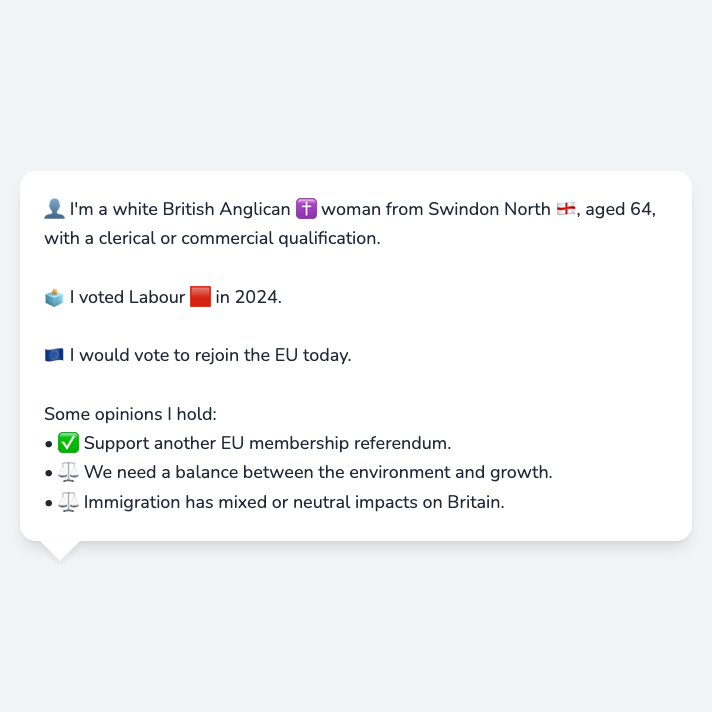 👤 I'm a white British Anglican ✝️ woman from Swindon North 🏴󠁧󠁢󠁥󠁮󠁧󠁿, aged 64,
with a clerical or commercial qualification.
🗳️ I voted Labour 🟥 in 2024.
🇪🇺 I would vote to rejoin the EU today.
Some opinions I hold:
• ✅ Support another EU membership referendum.
• ⚖️ We need a balance between the environment and growth.
• ⚖️ Immigration has mixed or neutral impacts on Britain.